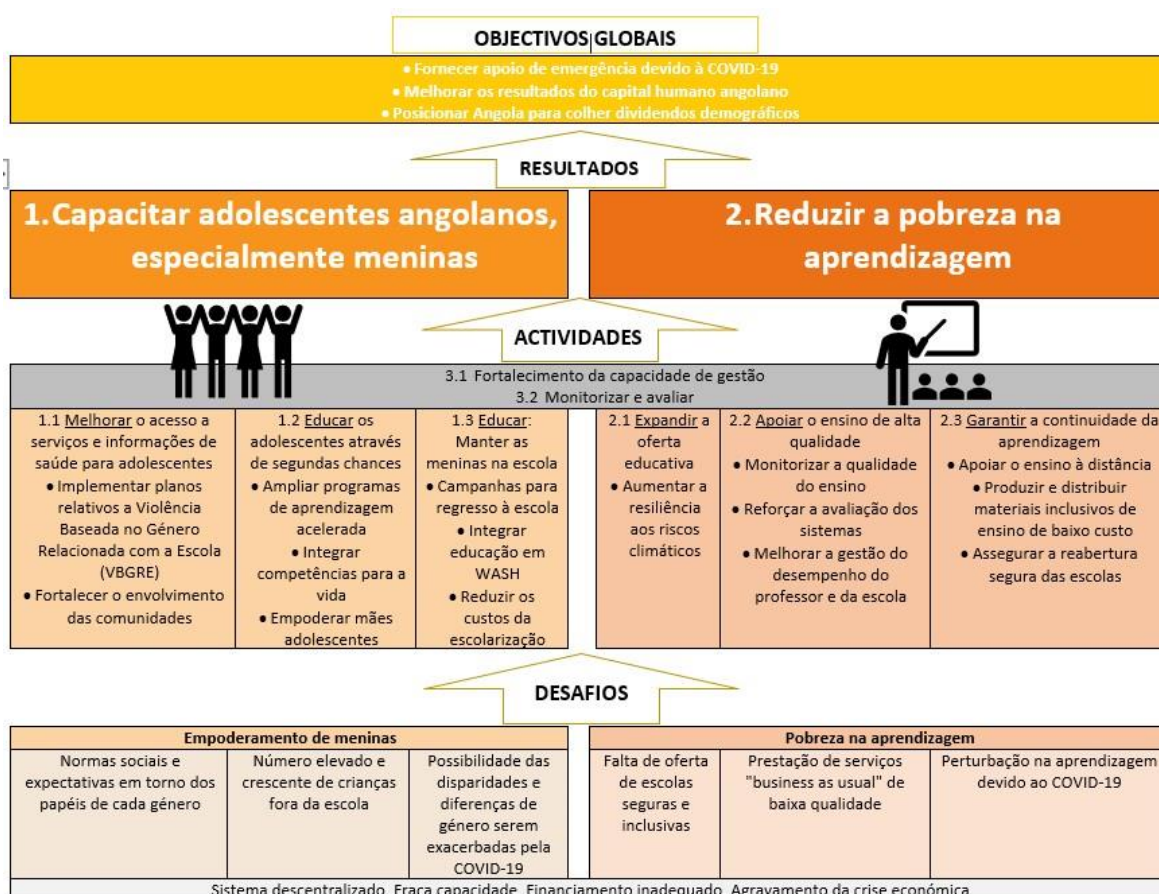 OBJECTIVOS GLOBAIS
• Fornecer apoio de emergência devido à COVID-19
• Melhorar os resultados do capital humano angolano
• Posicionar Angola para colher dividendos demográficos
RESULTADOS
1. Capacitar adolescentes angolanos,
especialmente meninas
2. Reduzir a pobreza na
aprendizagem
ACTIVIDADES
3.1 Fortalecimento da capacidade de gestão
3.2 Monitorizar e avaliar
1.1 Melhorar o acesso a
serviços e informações de
saúde para adolescentes
• Implementar planos
relativos a Violência
Baseada no Género
Relacionada com a Escola
(VBGRE)
• Fortalecer o envolvimento
das comunidades
1.2 Educar os
adolescentes através
de segundas chances
• Ampliar programas
de aprendizagem
acelerada
• Integrar
competências para a
vida
• Empoderar mães
adolescentes
1.3 Educar:
Manter as
meninas na escola
• Campanhas para
regresso à escola
• Integrar
educação em
WASH
• Reduzir os
custos da
escolarização
2.1 Expandir a
oferta
educativa
• Aumentar a
resiliência
aos riscos
climáticos
2.2 Apoiar o ensino de alta
qualidade
• Monitorizar a qualidade
do ensino
• Reforçar a avaliação dos
sistemas
• Melhorar a gestão do
desempenho do
professor e da escola
2.3 Garantir a continuidade da
aprendizagem
• Apoiar o ensino à distância
• Produzir e distribuir
materiais inclusivos de
ensino de baixo custo
• Assegurar a reabertura
segura das escolas
DESAFIOS
Empoderamento de meninas
Normas sociais e
expectativas em torno dos
papéis de cada género
Número elevado e
crescente de crianças
fora da escola
Possibilidade das
disparidades e
diferenças de
género serem
exacerbadas pela
COVID-19
Pobreza na aprendizagem
Falta de oferta
de escolas
seguras e
inclusivas
Prestação de serviços
"business as usual" de
baixa qualidade
Perturbação na aprendizagem
devido ao COVID-19
Sistema descentralizado, Fraca capacidade, Financiamento inadequado, Agravamento da crise económica